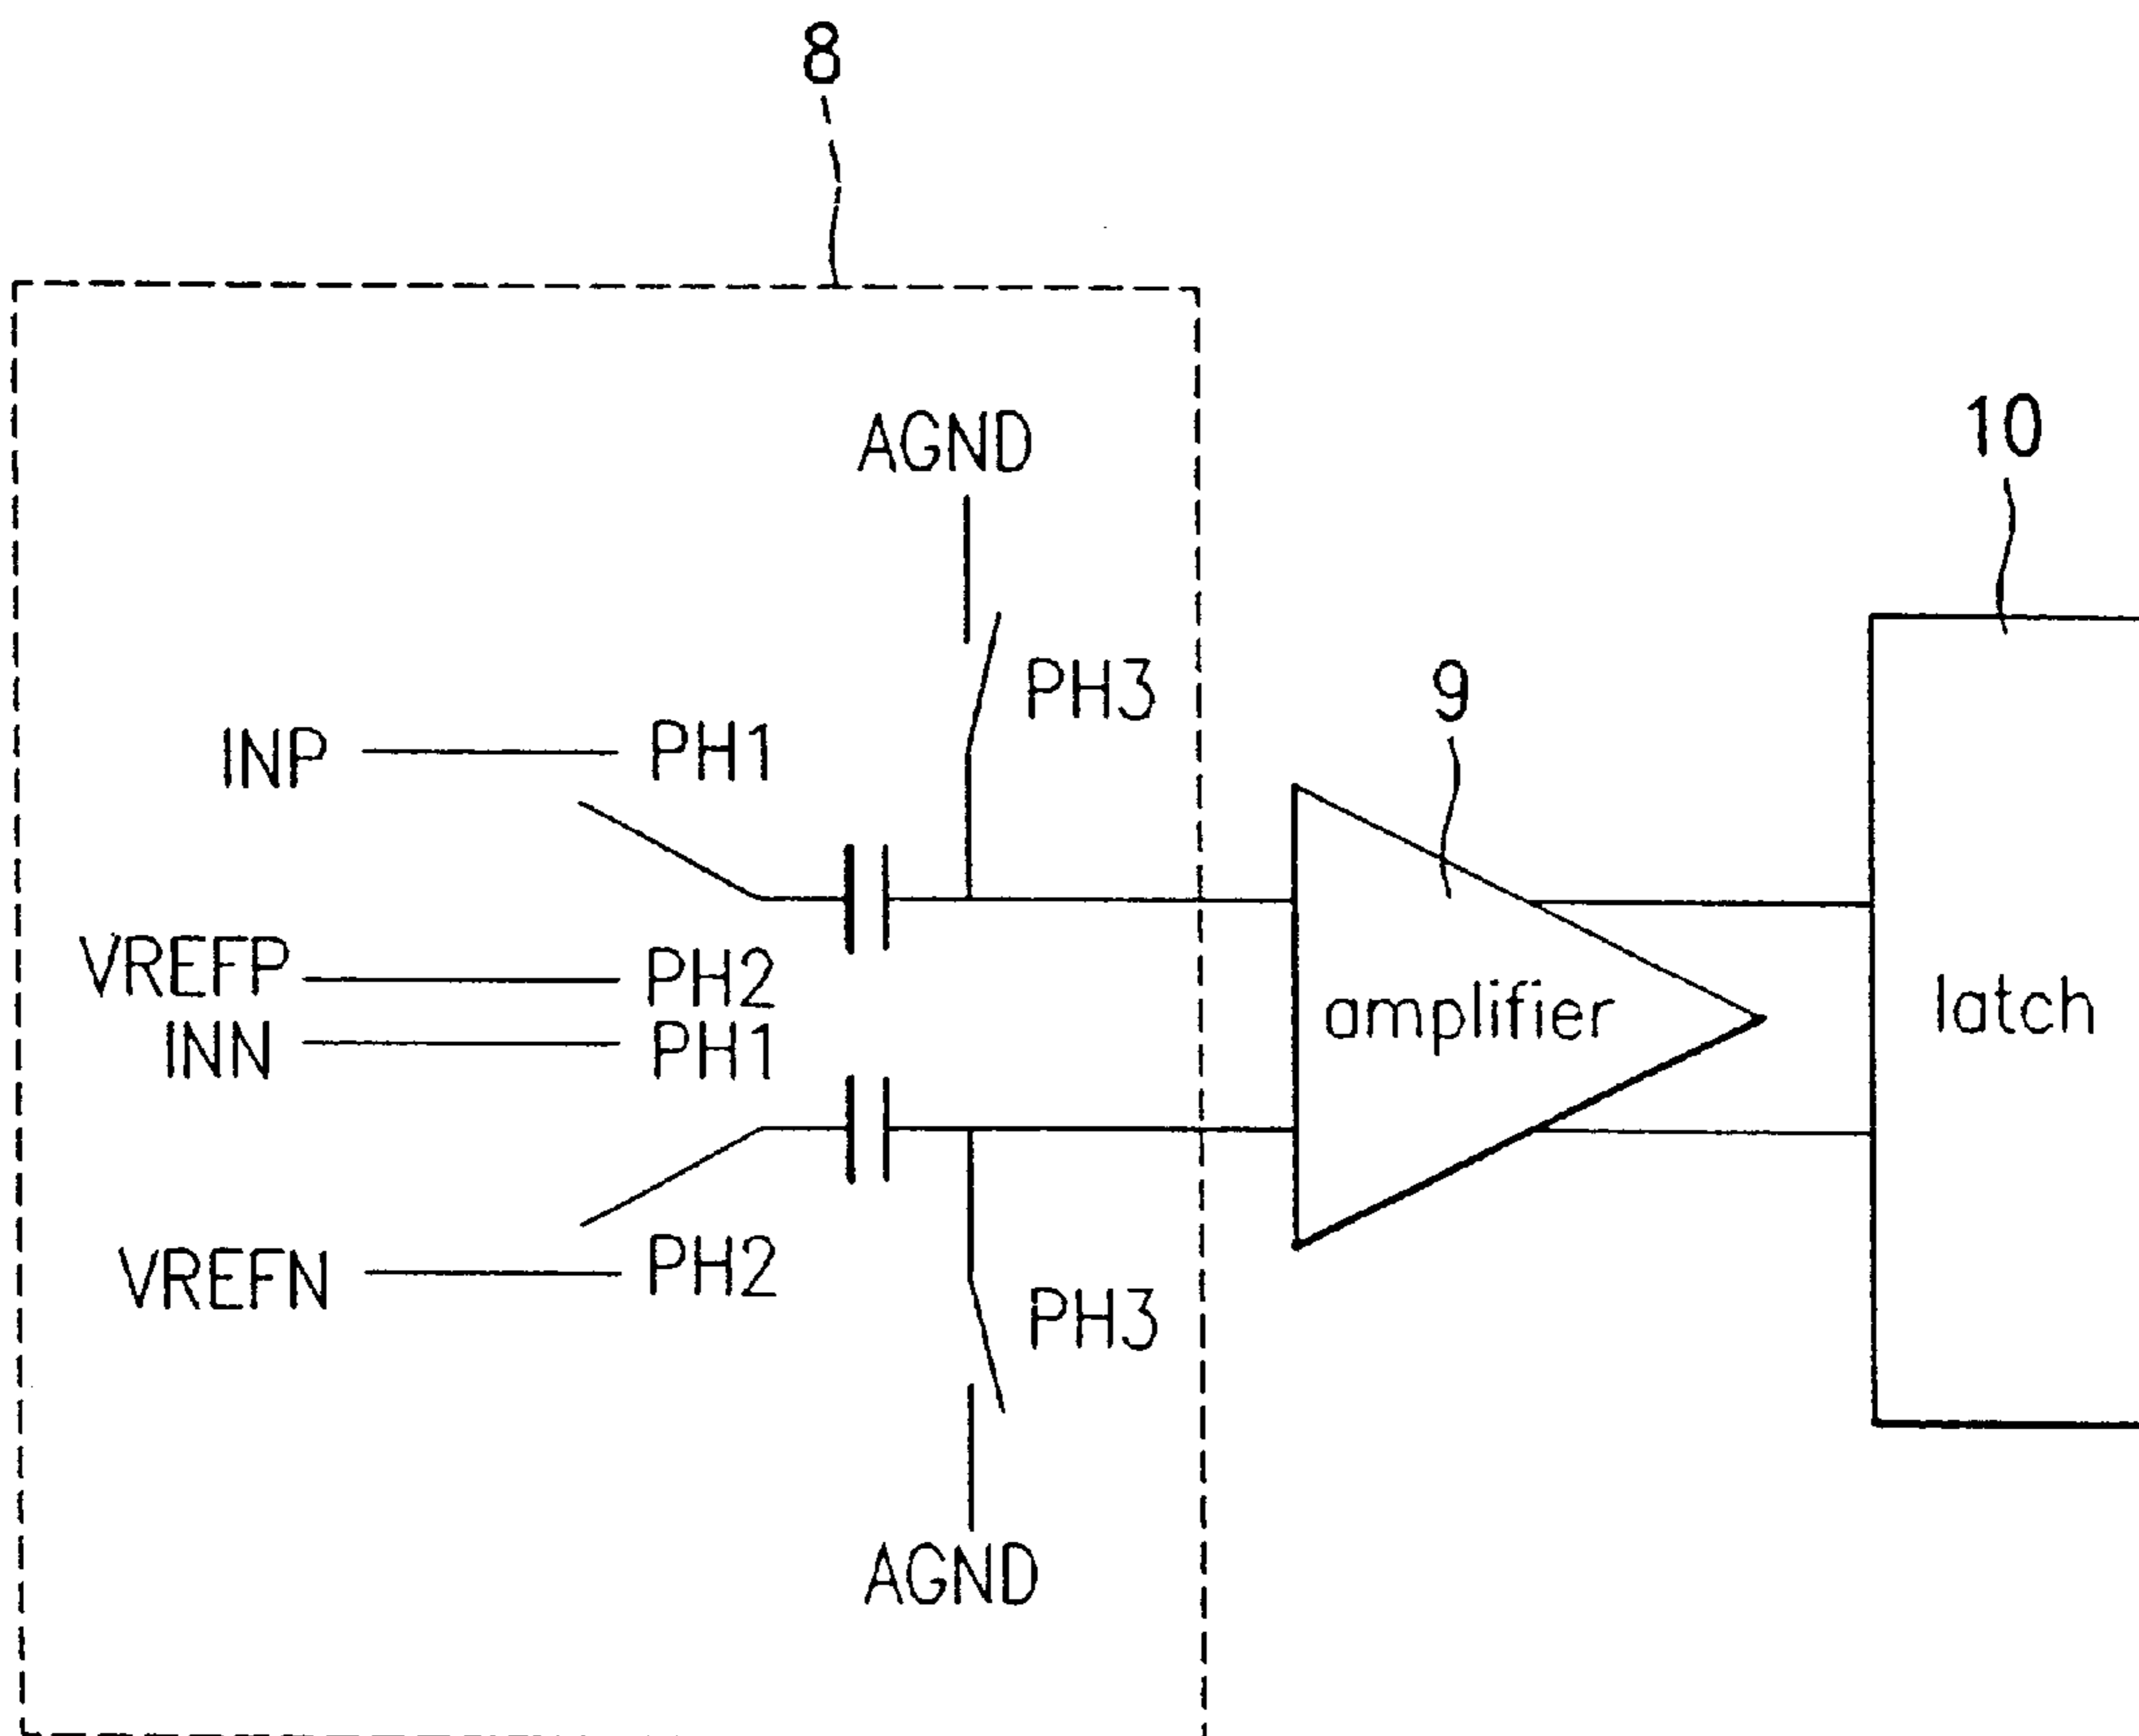 8
AGND
10
PH3
9
INP PH1
VREFP PH2
amplifier
latch
INN PH1
VREFN PH2
PH3
AGND